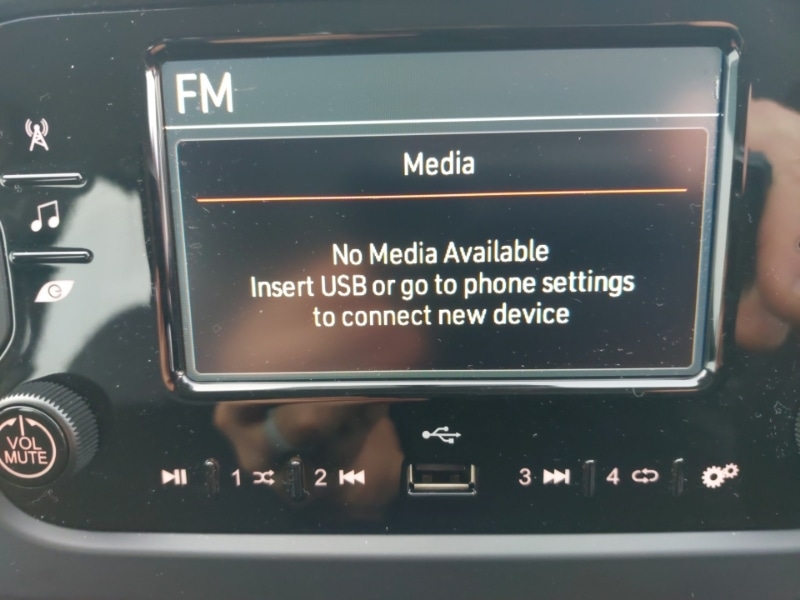 FM
Media
No Media Available
Insert USB or go to phone settings
to connect new device
VOL
MUTE
1 2 3 4